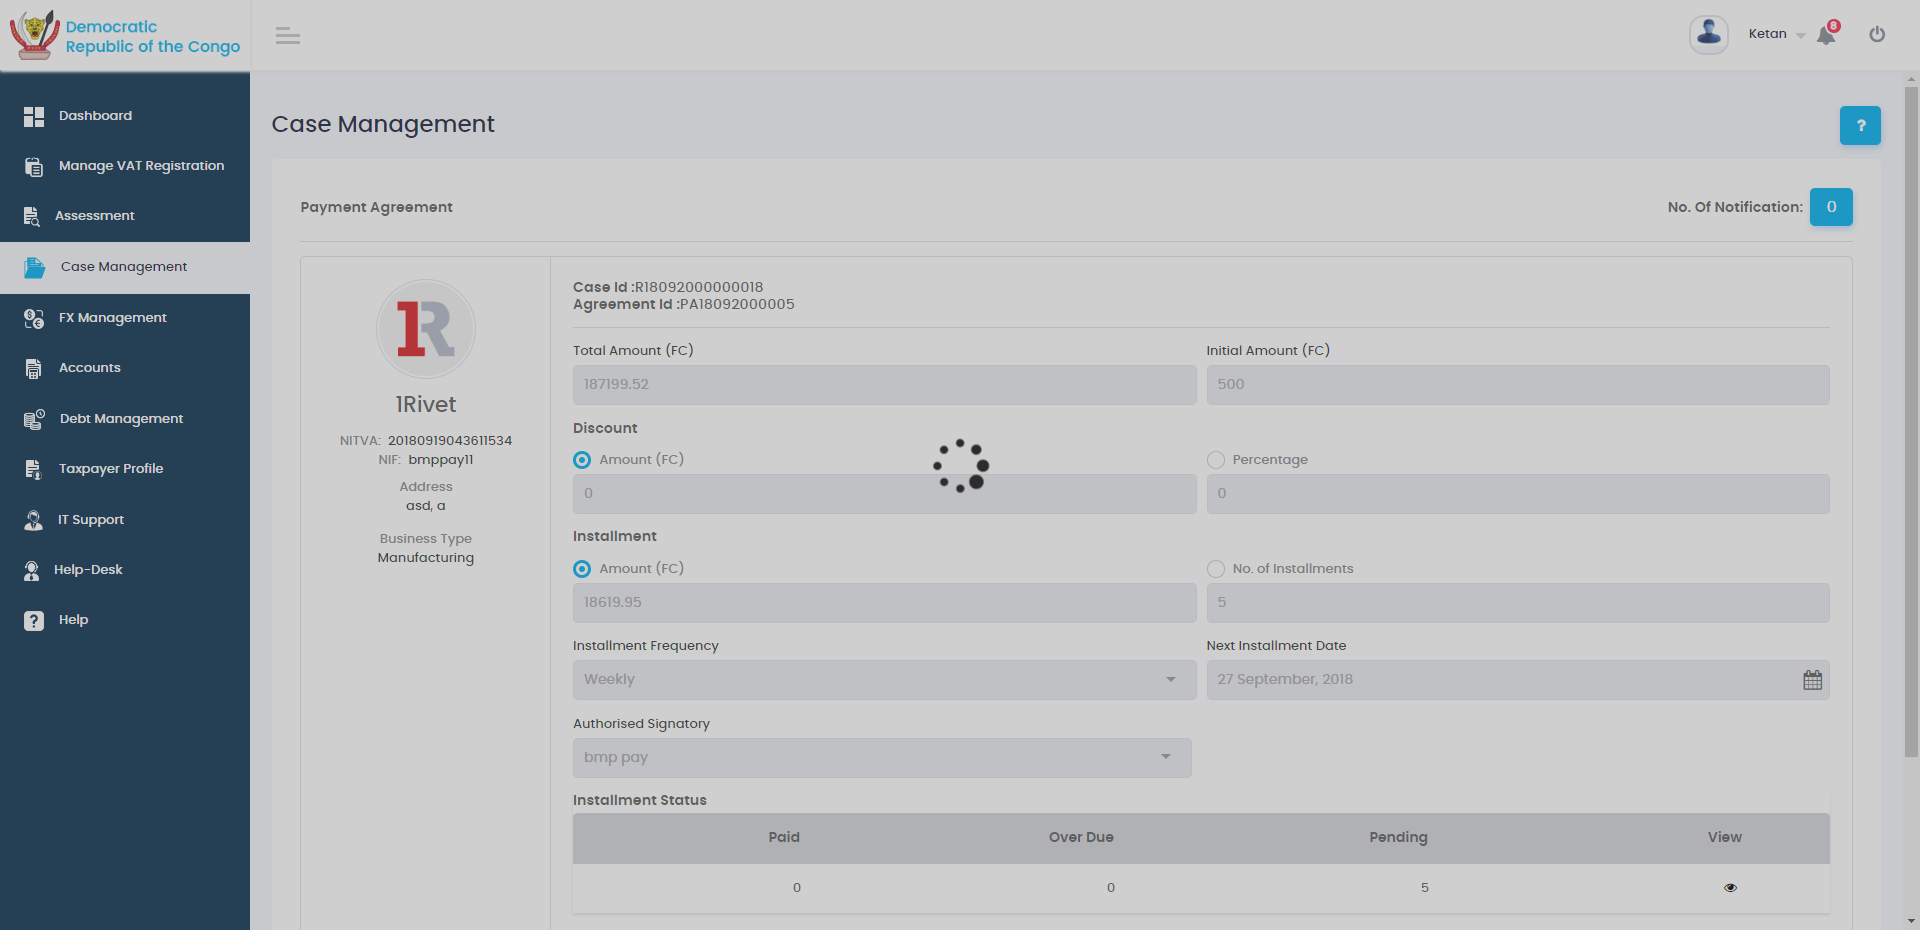 Democratic
Republic of the Congo
Ketan
8
Dashboard
Manage VAT Registration
Assessment
Case Management
FX Management
Accounts
Debt Management
Taxpayer Profile
IT Support
Help-Desk
? Help
Case Management
?
Payment Agreement
No. Of Notification: 0
1R
1Rivet
NITVA: 20180919043611534
NIF: bmppay11
Address
asd, a
Business Type
Manufacturing
Case Id :R18092000000018
Agreement Id :PA18092000005
Total Amount (FC) Initial Amount (FC)
187199.52 500
Discount
Amount (FC) Percentage
0 0
Installment
Amount (FC) No. of Installments
18619.95 5
Installment Frequency Next Installment Date
Weekly 27 September, 2018
Authorised Signatory
bmp pay
Installment Status
Paid Over Due Pending View
0 0 5